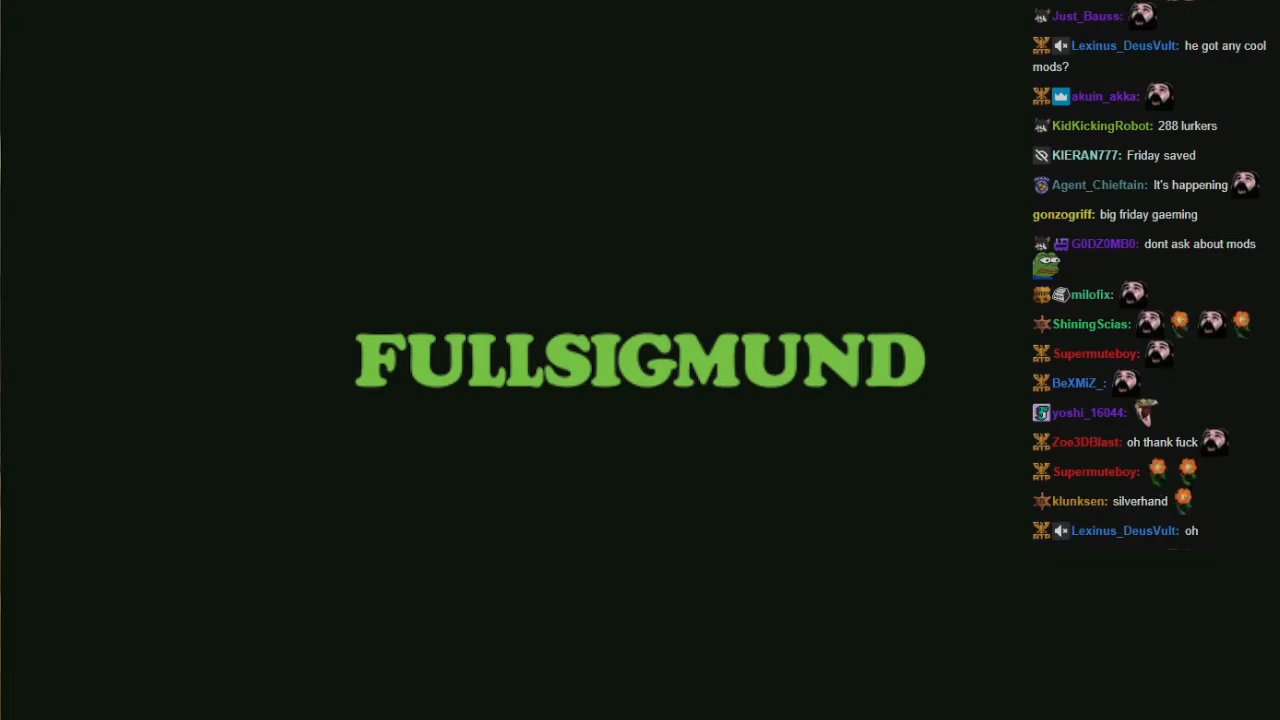 Just_Bauss:
Lexinus_DeusVult: he got any cool
mods?
akuin_akka:
KidKickingRobot: 288 lurkers
KIERAN777: Friday saved
Agent_Chieftain: It's happening
gonzogriff: big friday gaeming
G0DZ0MB0: dont ask about mods
milofix:
ShiningScias:
FULLSIGMUND
Supermuteboy:
BeXMiZ_:
yoshi_16044:
Zoe3DBlast: oh thank fuck
Supermuteboy:
klunksen: silverhand
Lexinus_DeusVult: oh